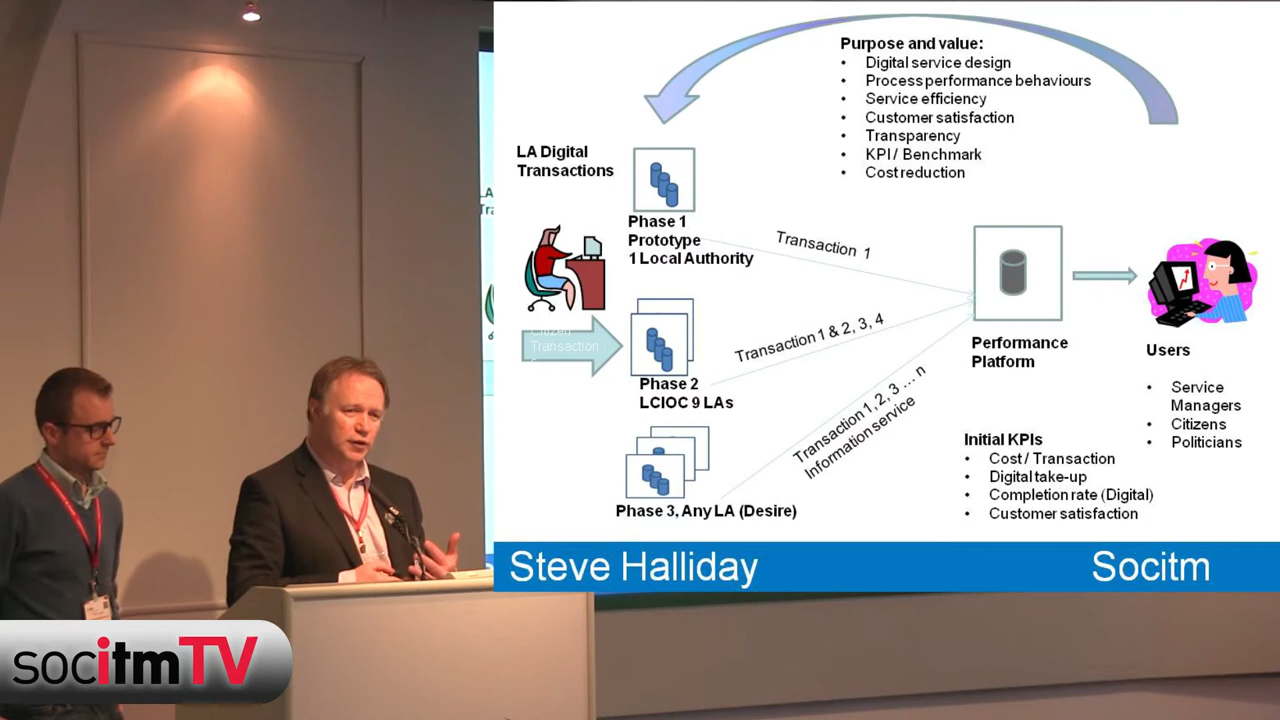 Purpose and value:
• Digital service design
• Process performance behaviours
• Service efficiency
• Customer satisfaction
• Transparency
• KPI / Benchmark
• Cost reduction
LA Digital
Transactions
Phase 1
Prototype
1 Local Authority
Transaction 1
Citizen
Transaction
s
Transaction 1 & 2, 3, 4
Phase 2
LCIOC 9 LAs
Transaction 1, 2, 3 ... n
Information service
Phase 3, Any LA (Desire)
Performance
Platform
Users
• Service
Managers
• Citizens
• Politicians
Initial KPIs
• Cost / Transaction
• Digital take-up
• Completion rate (Digital)
• Customer satisfaction
Steve Halliday
Socitm
socitmTV